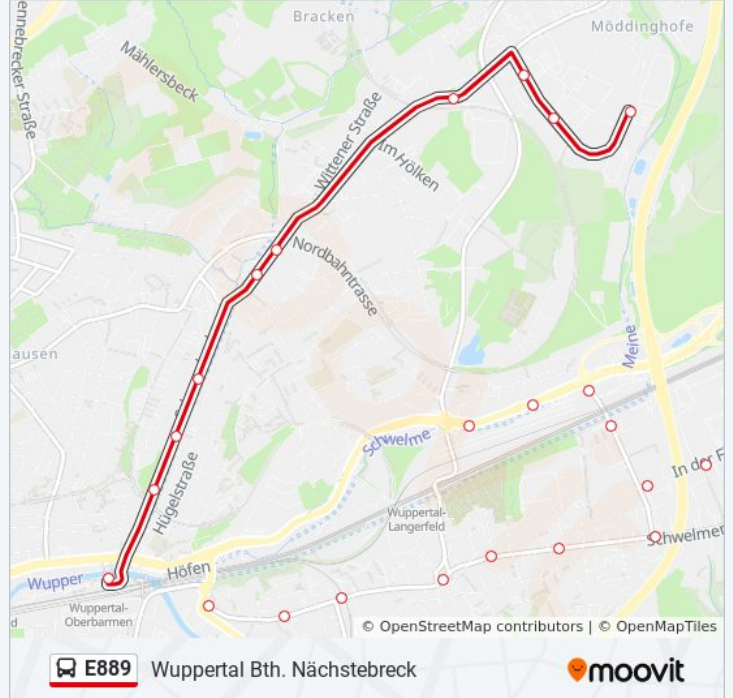 Bracken
Möddinghofe
ennebrecker Straße
Mählersbeck
Wittener Straße
Im Hölken
Nordbahntrasse
ausen
Meine
Schwelme
In der F
Hügelstraße
Wuppertal-
Langerfeld
Schwelmer
Höfen
Wupper
Wuppertal-
Oberbarmen
d
© OpenStreetMap contributors | © OpenMapTiles
E889 Wuppertal Bth. Nächstebreck
moovit